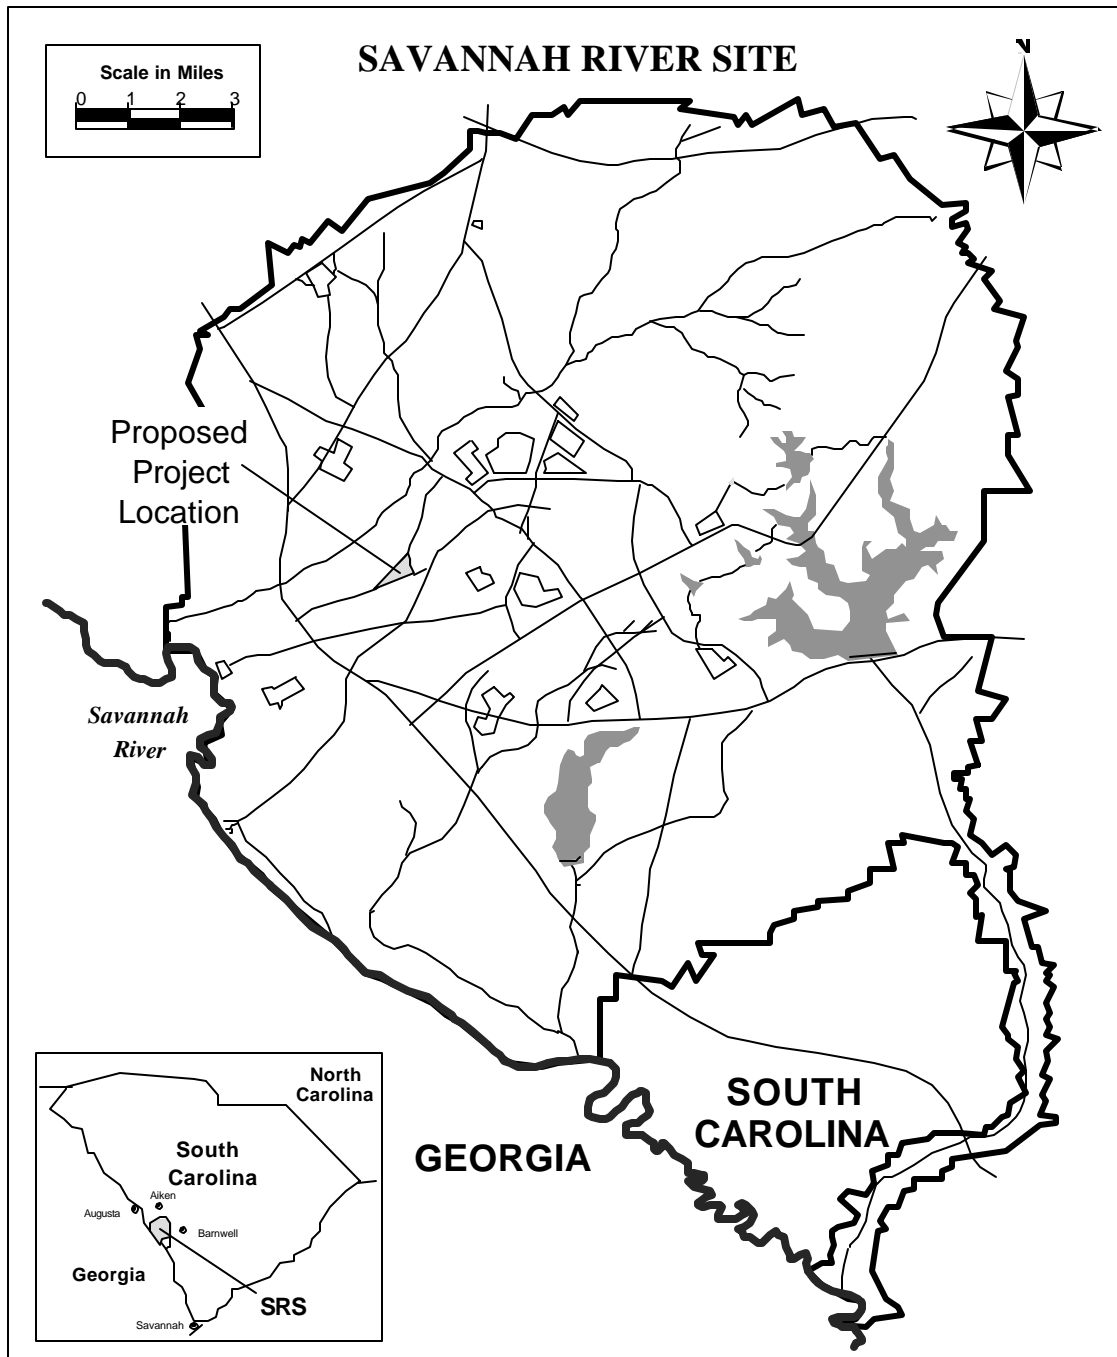 SAVANNAH RIVER SITE
Scale in Miles
0 1 2 3
N
Proposed
Project
Location
Savannah
River
SOUTH
CAROLINA
GEORGIA
North
Carolina
South
Carolina
Aiken
Augusta
Barnwell
Georgia
SRS
Savannah